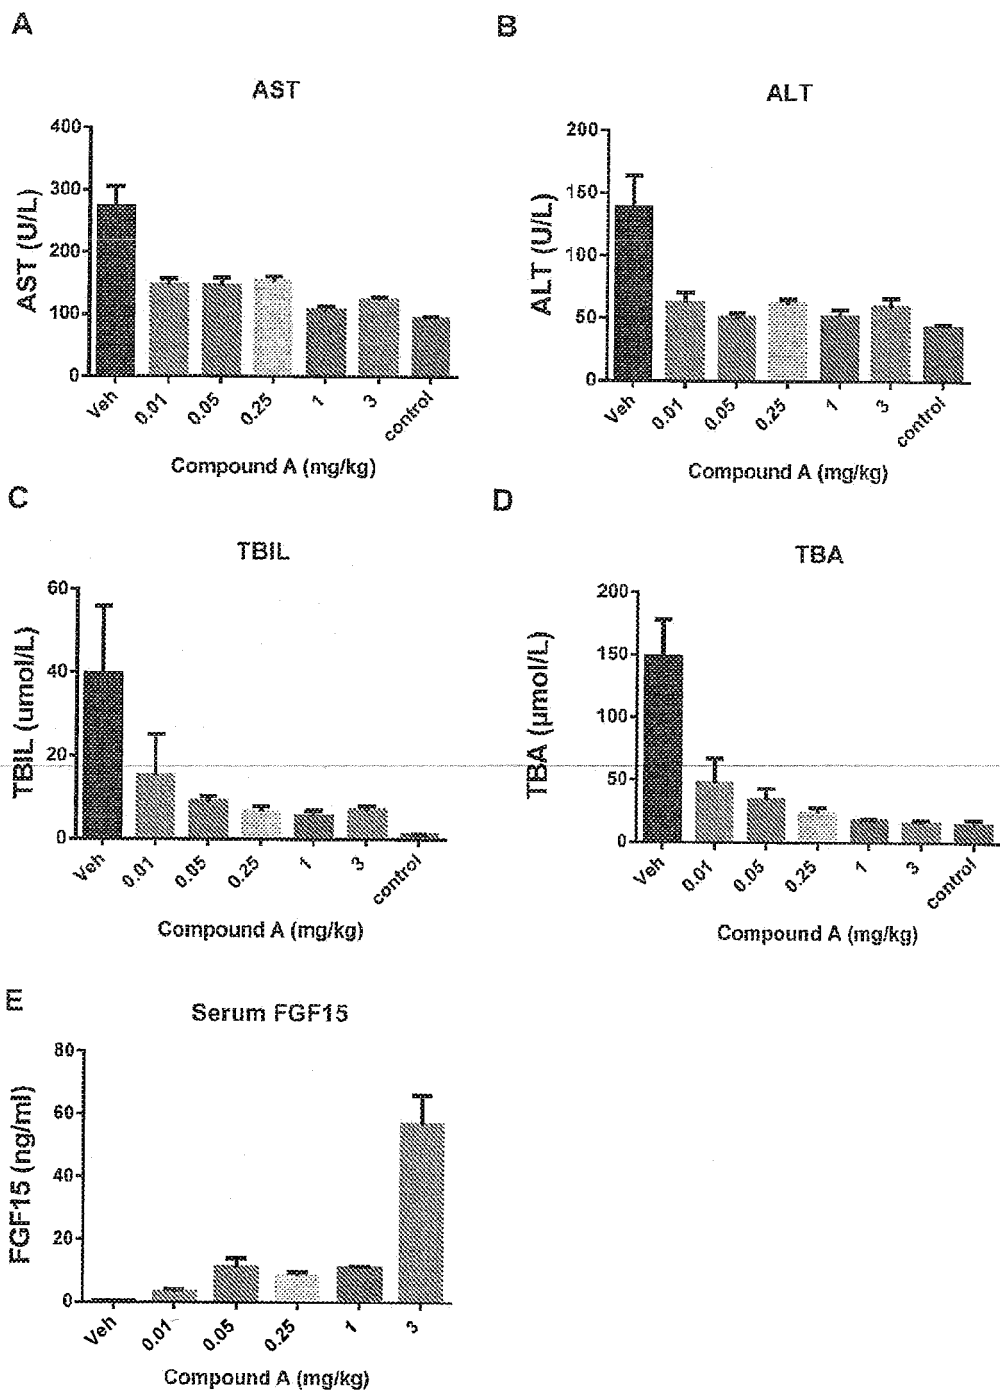 A
AST
AST (U/L)
400
300
200
100
0
Veh
0.01
0.05
0.25
1
3
control
Compound A (mg/kg)
B
ALT
ALT (U/L)
200
150
100
50
0
Veh
0.01
0.05
0.25
1
3
control
Compound A (mg/kg)
C
TBIL
TBIL (umol/L)
60
40
20
0
Veh
0.01
0.05
0.25
1
3
control
Compound A (mg/kg)
D
TBA
TBA (µmol/L)
200
150
100
50
0
Veh
0.01
0.05
0.25
1
3
control
Compound A (mg/kg)
E
Serum FGF15
FGF15 (ng/ml)
80
60
40
20
0
Veh
0.01
0.05
0.25
1
3
Compound A (mg/kg)